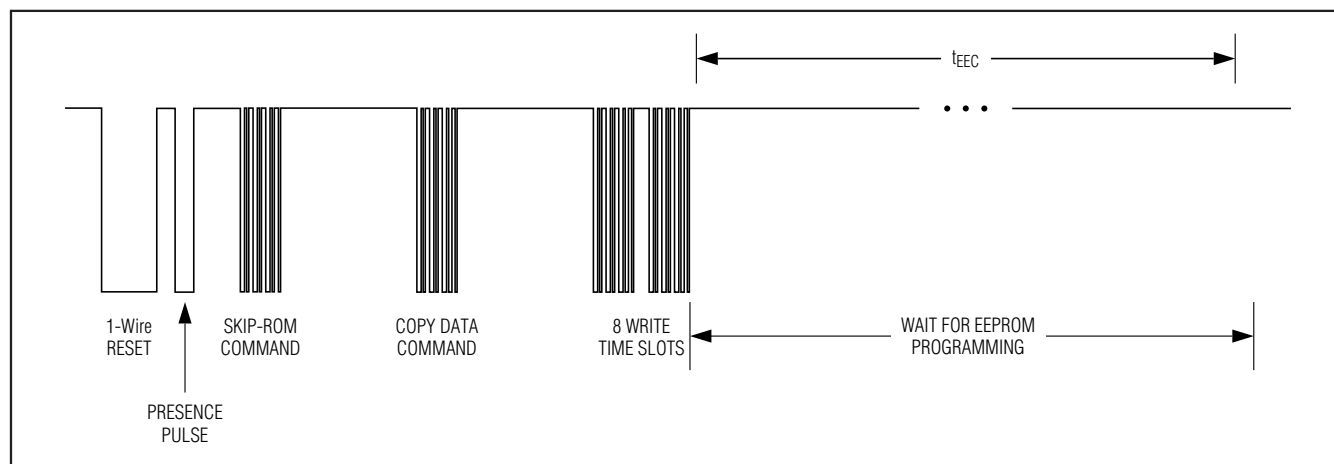 tEEC
1-Wire
RESET
SKIP-ROM
COMMAND
COPY DATA
COMMAND
8 WRITE
TIME SLOTS
WAIT FOR EEPROM
PROGRAMMING
PRESENCE
PULSE